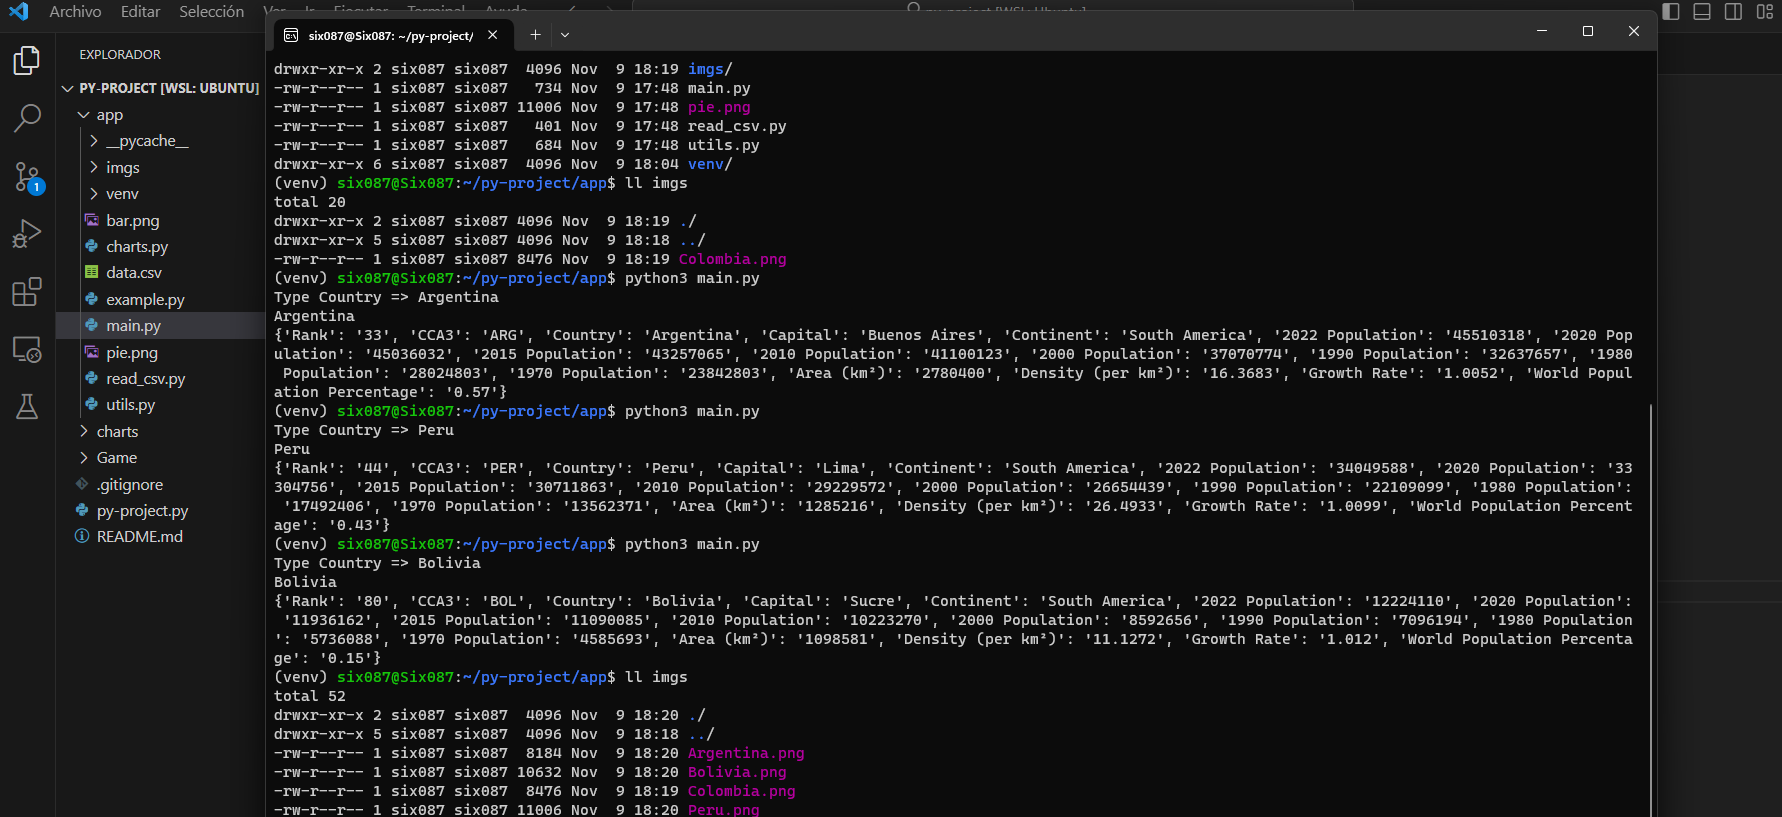 Archivo Editar Selección Ver Ir Ejecutar Terminal Ayuda py-project [WSL: Ubuntu]
EXPLORADOR
PY-PROJECT [WSL: UBUNTU]
app
__pycache__
imgs
venv
bar.png
charts.py
data.csv
example.py
main.py
pie.png
read_csv.py
utils.py
charts
Game
.gitignore
py-project.py
README.md
1
six087@Six087: ~/py-project/
drwxr-xr-x 2 six087 six087  4096 Nov  9 18:19 imgs/
-rw-r--r-- 1 six087 six087   734 Nov  9 17:48 main.py
-rw-r--r-- 1 six087 six087 11006 Nov  9 17:48 pie.png
-rw-r--r-- 1 six087 six087   401 Nov  9 17:48 read_csv.py
-rw-r--r-- 1 six087 six087   684 Nov  9 17:48 utils.py
drwxr-xr-x 6 six087 six087  4096 Nov  9 18:04 venv/
(venv) six087@Six087:~/py-project/app$ ll imgs
total 20
drwxr-xr-x 2 six087 six087 4096 Nov  9 18:19 ./
drwxr-xr-x 5 six087 six087 4096 Nov  9 18:18 ../
-rw-r--r-- 1 six087 six087 8476 Nov  9 18:19 Colombia.png
(venv) six087@Six087:~/py-project/app$ python3 main.py
Type Country => Argentina
Argentina
{'Rank': '33', 'CCA3': 'ARG', 'Country': 'Argentina', 'Capital': 'Buenos Aires', 'Continent': 'South America', '2022 Population': '45510318', '2020 Pop
ulation': '45036032', '2015 Population': '43257065', '2010 Population': '41100123', '2000 Population': '37070774', '1990 Population': '32637657', '1980
 Population': '28024803', '1970 Population': '23842803', 'Area (km²)': '2780400', 'Density (per km²)': '16.3683', 'Growth Rate': '1.0052', 'World Popul
ation Percentage': '0.57'}
(venv) six087@Six087:~/py-project/app$ python3 main.py
Type Country => Peru
Peru
{'Rank': '44', 'CCA3': 'PER', 'Country': 'Peru', 'Capital': 'Lima', 'Continent': 'South America', '2022 Population': '34049588', '2020 Population': '33
304756', '2015 Population': '30711863', '2010 Population': '29229572', '2000 Population': '26654439', '1990 Population': '22109099', '1980 Population':
 '17492406', '1970 Population': '13562371', 'Area (km²)': '1285216', 'Density (per km²)': '26.4933', 'Growth Rate': '1.0099', 'World Population Percent
age': '0.43'}
(venv) six087@Six087:~/py-project/app$ python3 main.py
Type Country => Bolivia
Bolivia
{'Rank': '80', 'CCA3': 'BOL', 'Country': 'Bolivia', 'Capital': 'Sucre', 'Continent': 'South America', '2022 Population': '12224110', '2020 Population':
 '11936162', '2015 Population': '11090085', '2010 Population': '10223270', '2000 Population': '8592656', '1990 Population': '7096194', '1980 Population
': '5736088', '1970 Population': '4585693', 'Area (km²)': '1098581', 'Density (per km²)': '11.1272', 'Growth Rate': '1.012', 'World Population Percenta
ge': '0.15'}
(venv) six087@Six087:~/py-project/app$ ll imgs
total 52
drwxr-xr-x 2 six087 six087  4096 Nov  9 18:20 ./
drwxr-xr-x 5 six087 six087  4096 Nov  9 18:18 ../
-rw-r--r-- 1 six087 six087  8184 Nov  9 18:20 Argentina.png
-rw-r--r-- 1 six087 six087 10632 Nov  9 18:20 Bolivia.png
-rw-r--r-- 1 six087 six087  8476 Nov  9 18:19 Colombia.png
-rw-r--r-- 1 six087 six087 11006 Nov  9 18:20 Peru.png